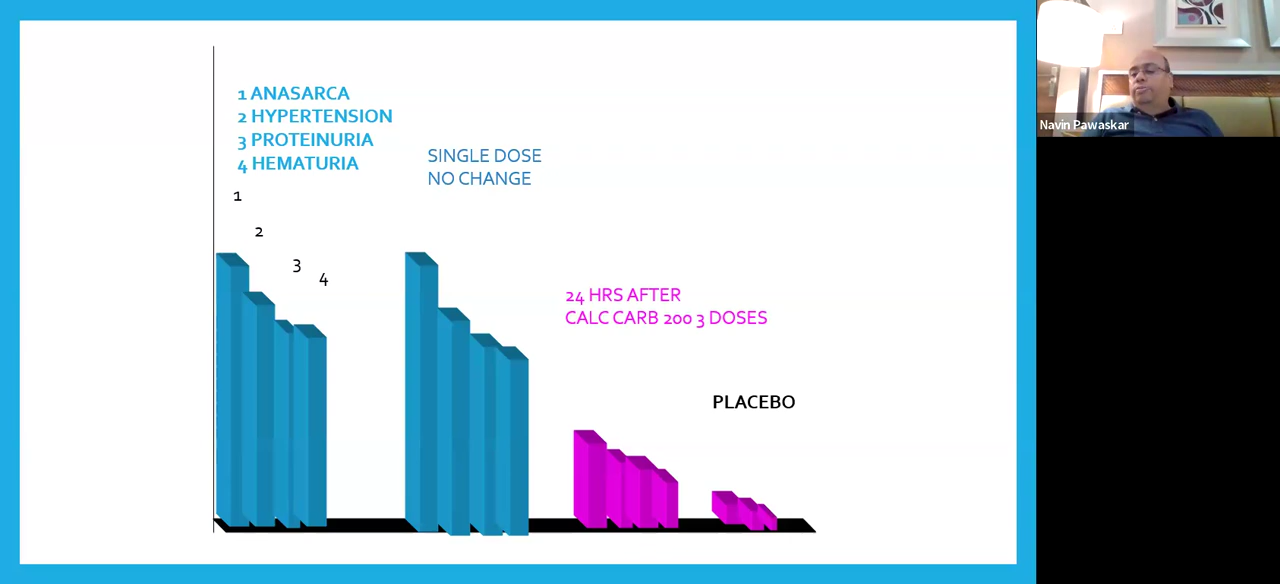 1 ANASARCA
2 HYPERTENSION
3 PROTEINURIA
4 HEMATURIA
SINGLE DOSE
NO CHANGE
1
2
3
4
24 HRS AFTER
CALC CARB 200 3 DOSES
PLACEBO
Navin Pawaskar